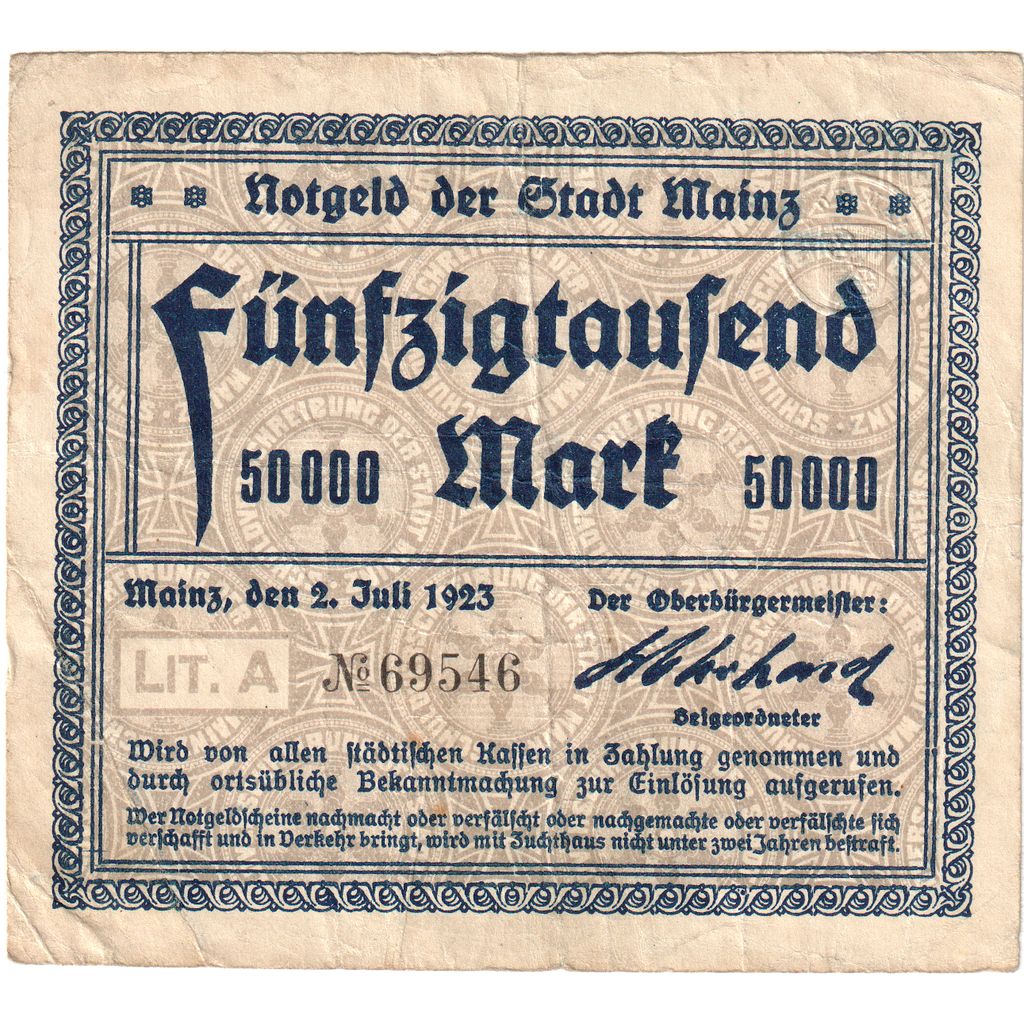 Notgeld der Stadt Mainz
Fünfzigtausend
50000 Mark 50000
Mainz, den 2. Juli 1923
Der Oberbürgermeister:
LIT. A
№ 69546
Beigeordneter
Wird von allen städtischen Kassen in Zahlung genommen und
durch ortsübliche Bekanntmachung zur Einlösung aufgerufen.
Wer Notgeldscheine nachmacht oder verfälscht oder nachgemachte oder verfälschte sich
verschafft und in Verkehr bringt, wird mit Zuchthaus nicht unter zwei Jahren bestraft.